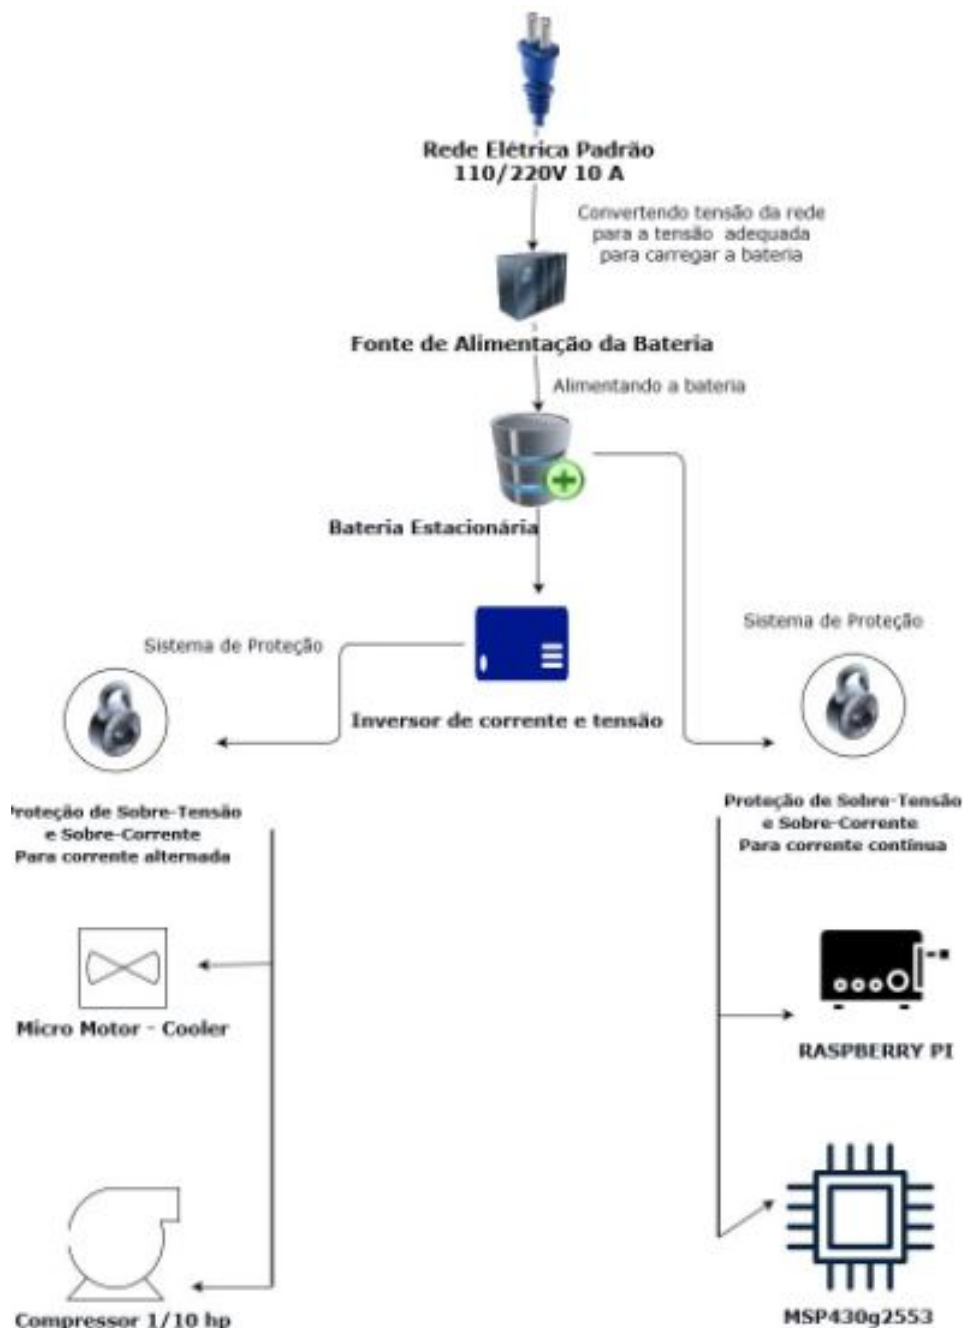 Rede Elétrica Padrão
110/220V 10 A
Convertendo tensão da rede
para a tensão adequada
para carregar a bateria
Fonte de Alimentação da Bateria
Alimentando a bateria
Bateria Estacionária
Sistema de Proteção
Sistema de Proteção
Inversor de corrente e tensão
Proteção de Sobre-Tensão
e Sobre-Corrente
Para corrente alternada
Proteção de Sobre-Tensão
e Sobre-Corrente
Para corrente contínua
Micro Motor - Cooler
RASPBERRY PI
Compressor 1/10 hp
MSP430g2553